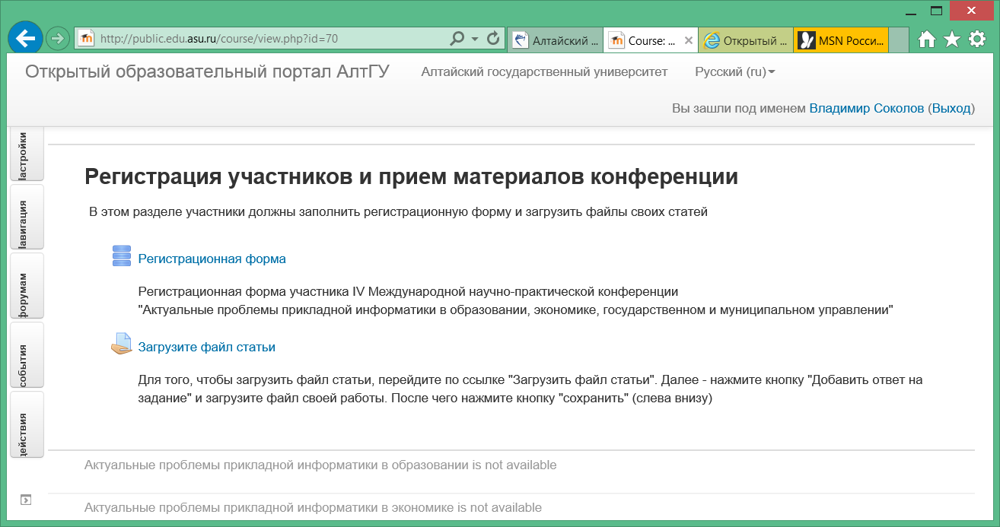 http://public.edu.asu.ru/course/view.php?id=70
Алтайский ...
Course: ...
Открытый ...
MSN Росси...
Открытый образовательный портал АлтГУ
Алтайский государственный университет
Русский (ru)
Вы зашли под именем Владимир Соколов (Выход)
Настройки
Навигация
форумам
события
действия
Регистрация участников и прием материалов конференции
В этом разделе участники должны заполнить регистрационную форму и загрузить файлы своих статей
Регистрационная форма
Регистрационная форма участника IV Международной научно-практической конференции
"Актуальные проблемы прикладной информатики в образовании, экономике, государственном и муниципальном управлении"
Загрузите файл статьи
Для того, чтобы загрузить файл статьи, перейдите по ссылке "Загрузить файл статьи". Далее - нажмите кнопку "Добавить ответ на
задание" и загрузите файл своей работы. После чего нажмите кнопку "сохранить" (слева внизу)
Актуальные проблемы прикладной информатики в образовании is not available
Актуальные проблемы прикладной информатики в экономике is not available